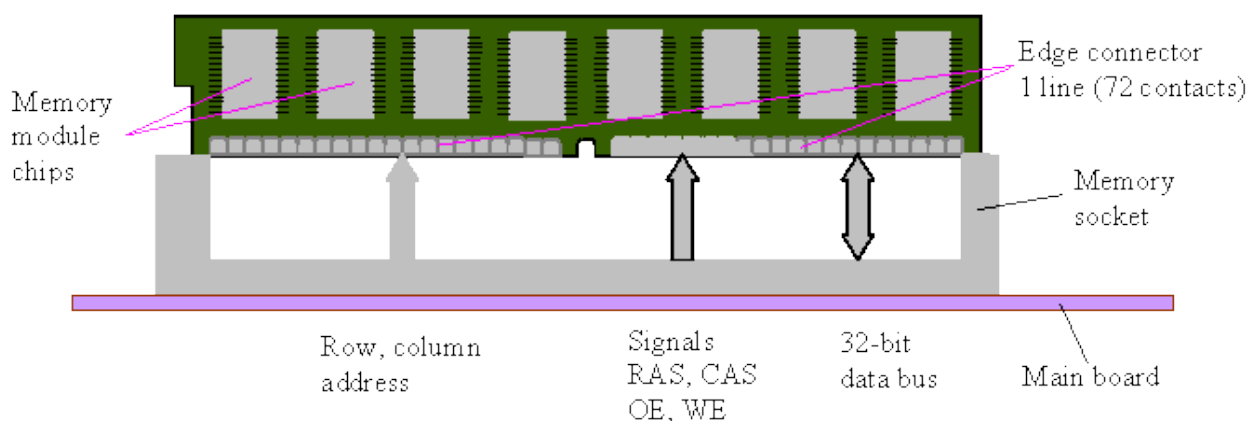 Edge connector
1 line (72 contacts)
Memory
module
chips
Memory
socket
Row, column
address
Signals
RAS, CAS
OE, WE
32-bit
data bus
Main board